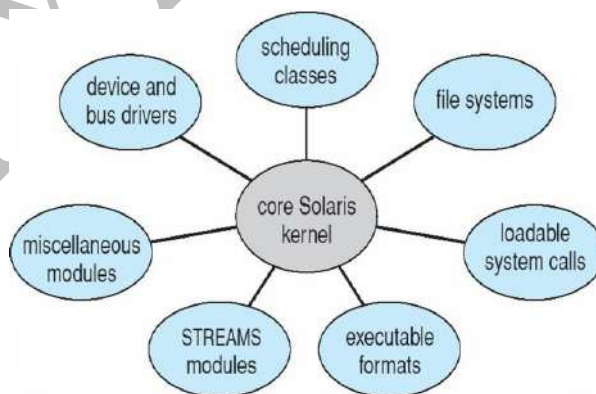 scheduling
classes
device and
bus drivers
file systems
core Solaris
kernel
miscellaneous
modules
loadable
system calls
STREAMS
modules
executable
formats